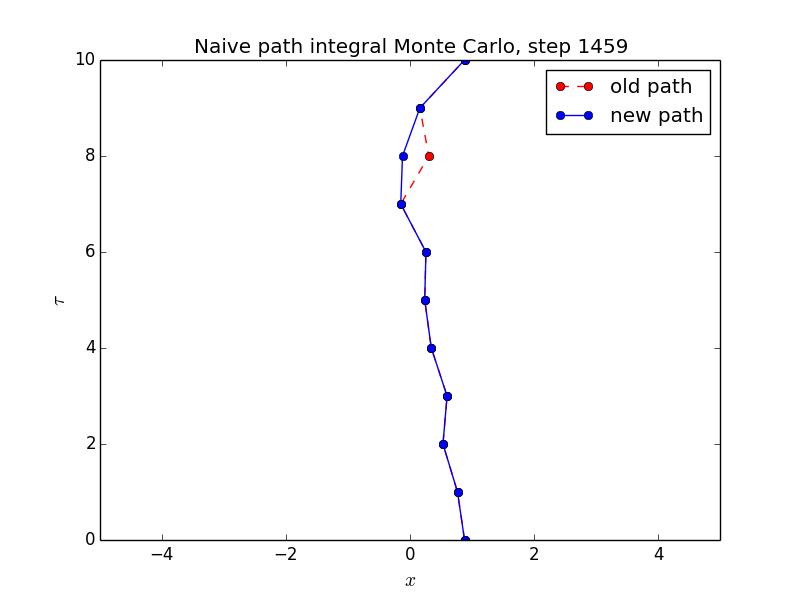 Naive path integral Monte Carlo, step 1459
old path
new path
10
8
6
4
2
0
τ
−4
−2
0
2
4
x